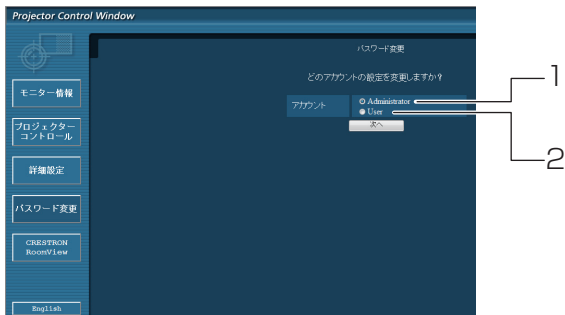 Projector Control Window
パスワード変更
どのアカウントの設定を変更しますか?
アカウント
Administrator
User
次へ
モニター情報
プロジェクター
コントロール
詳細設定
パスワード変更
CRESTRON
RoomView
English
1
2